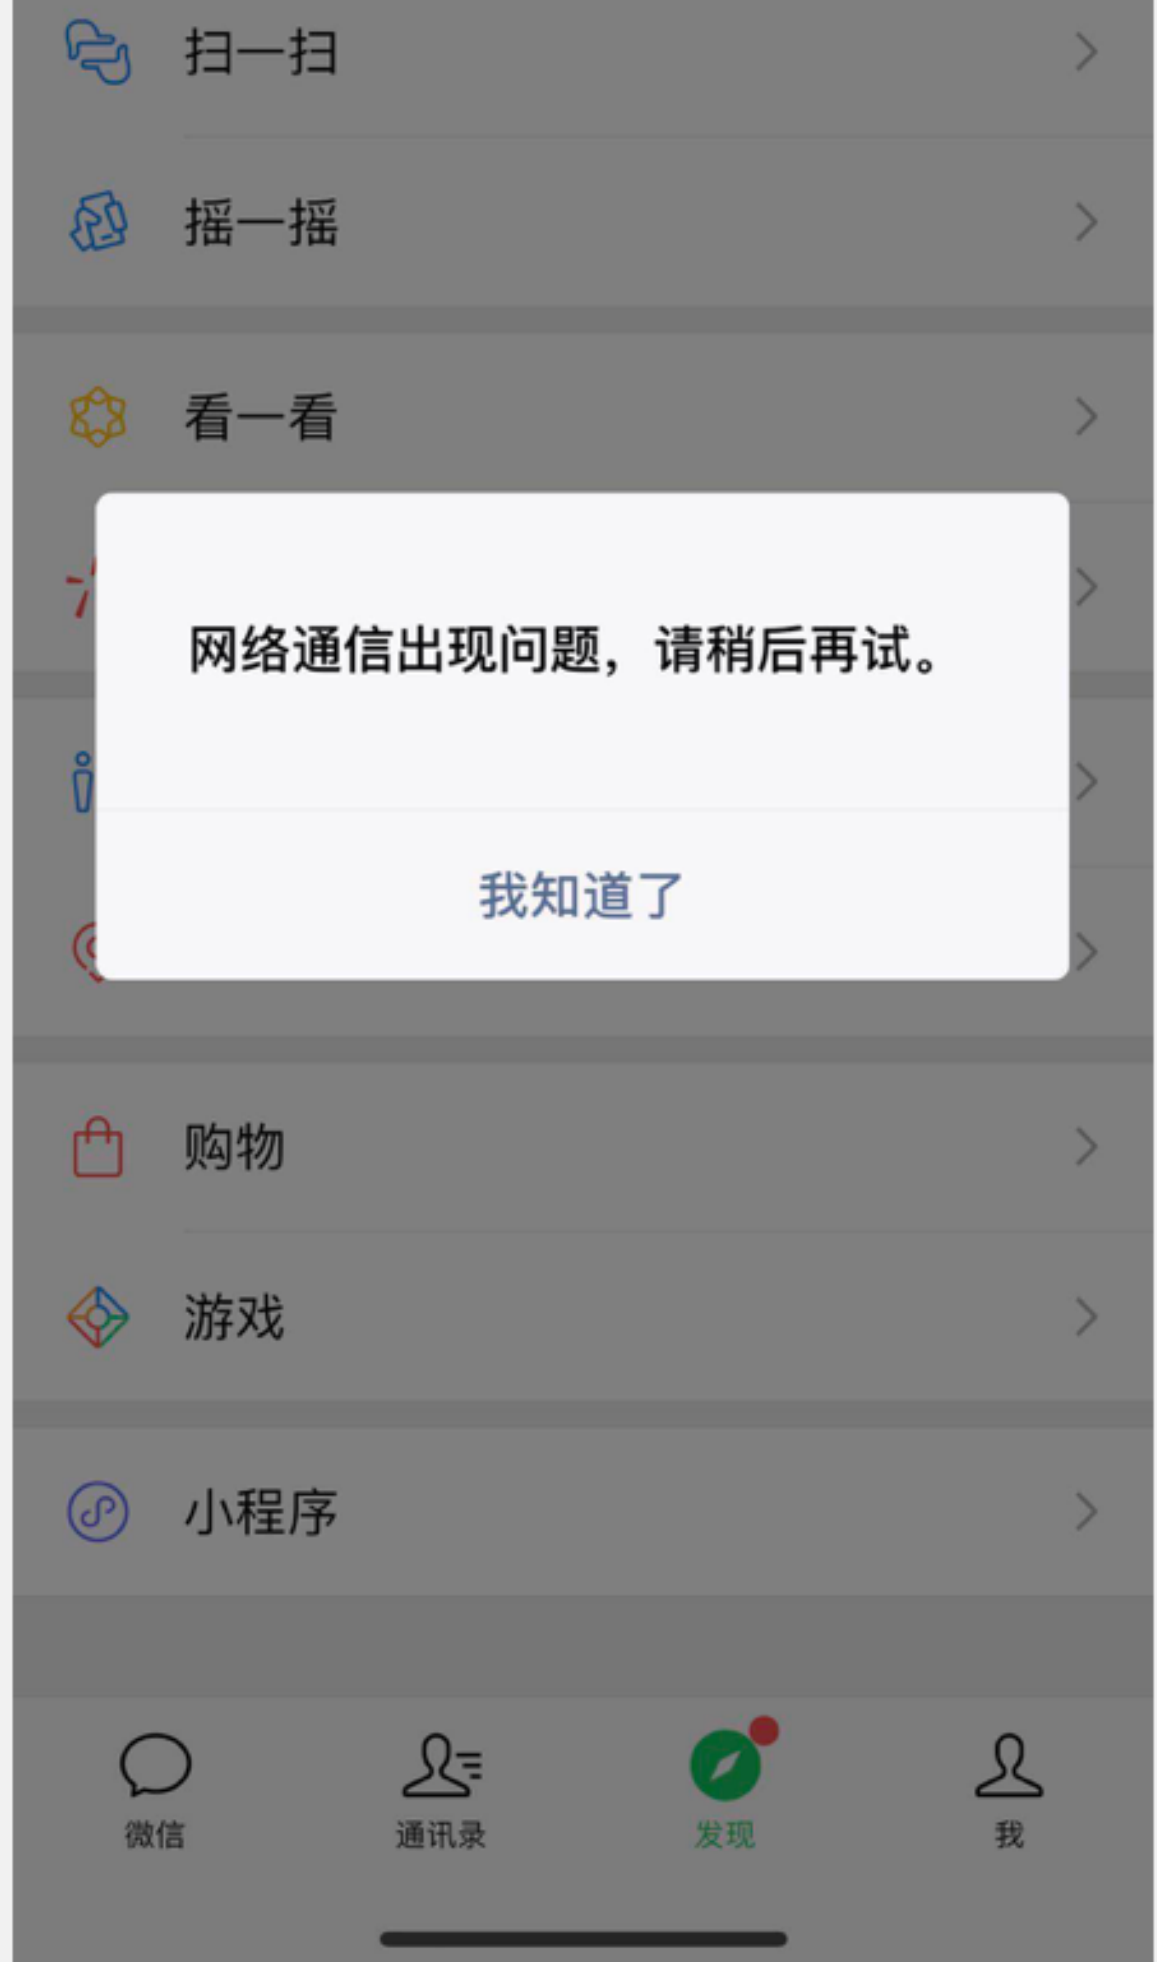 扫一扫
摇一摇
看一看
网络通信出现问题，请稍后再试。
我知道了
购物
游戏
小程序
微信
通讯录
发现
我